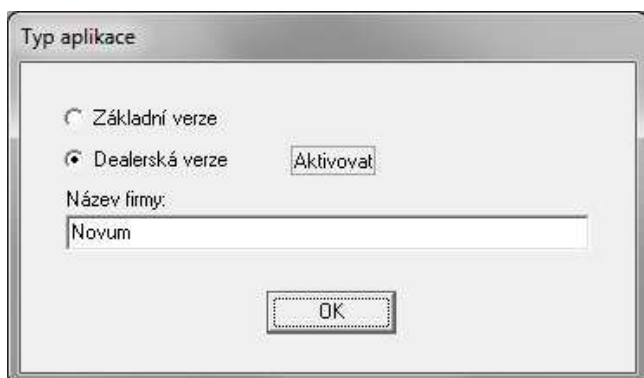 Typ aplikace
Základní verze
Dealerská verze Aktivovat
Název firmy:
Novum
OK